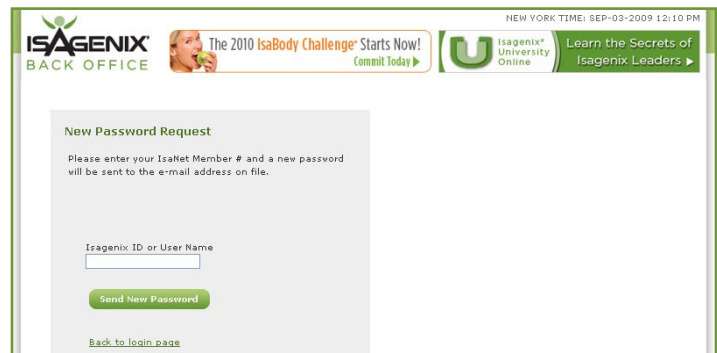 NEW YORK TIME: SEP-03-2009 12:10 PM
ISAGENIX®
BACK OFFICE
The 2010 IsaBody Challenge® Starts Now!
Commit Today ▶
U
Isagenix®
University
Online
Learn the Secrets of
Isagenix Leaders ▶
New Password Request
Please enter your IsaNet Member # and a new password
will be sent to the e-mail address on file.
Isagenix ID or User Name
Send New Password
Back to login page